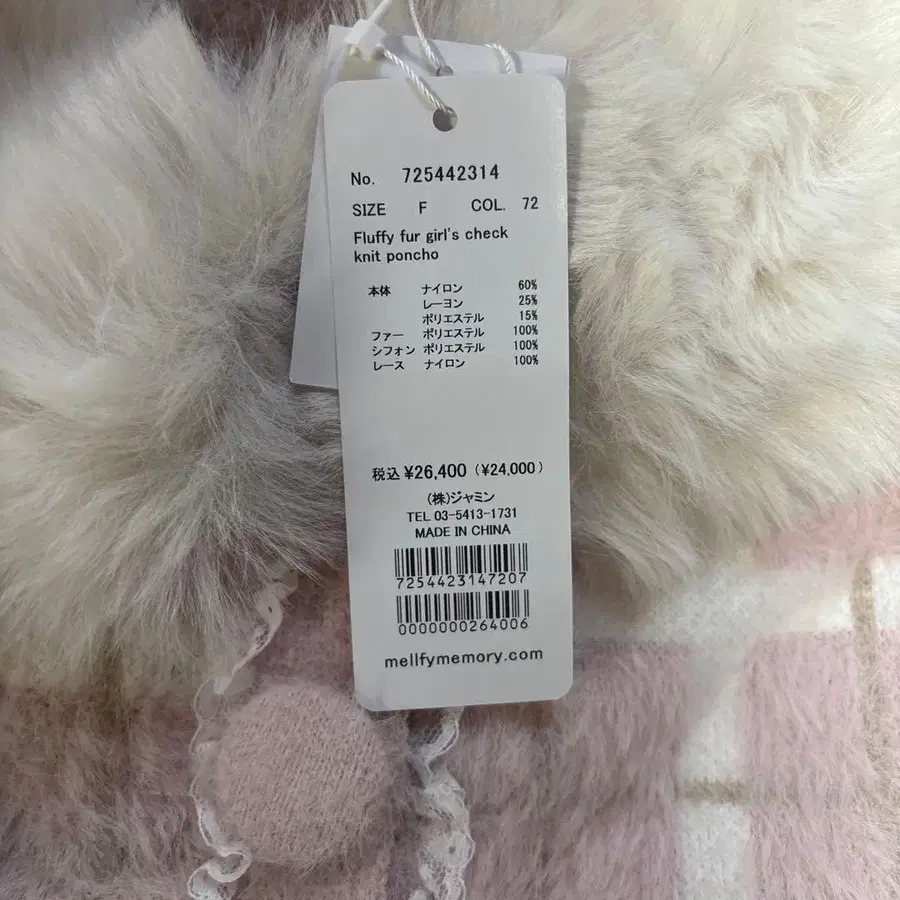 No. 725442314
SIZE F COL. 72
Fluffy fur girl's check
knit poncho
本体 ナイロン 60%
レーヨン 25%
ポリエステル 15%
ファー ポリエステル 100%
シフォン ポリエステル 100%
レース ナイロン 100%
税込 ¥26,400 (¥24,000)
(株)ジャミン
TEL 03-5413-1731
MADE IN CHINA
7254423147207
0000000264006
mellfymemory.com